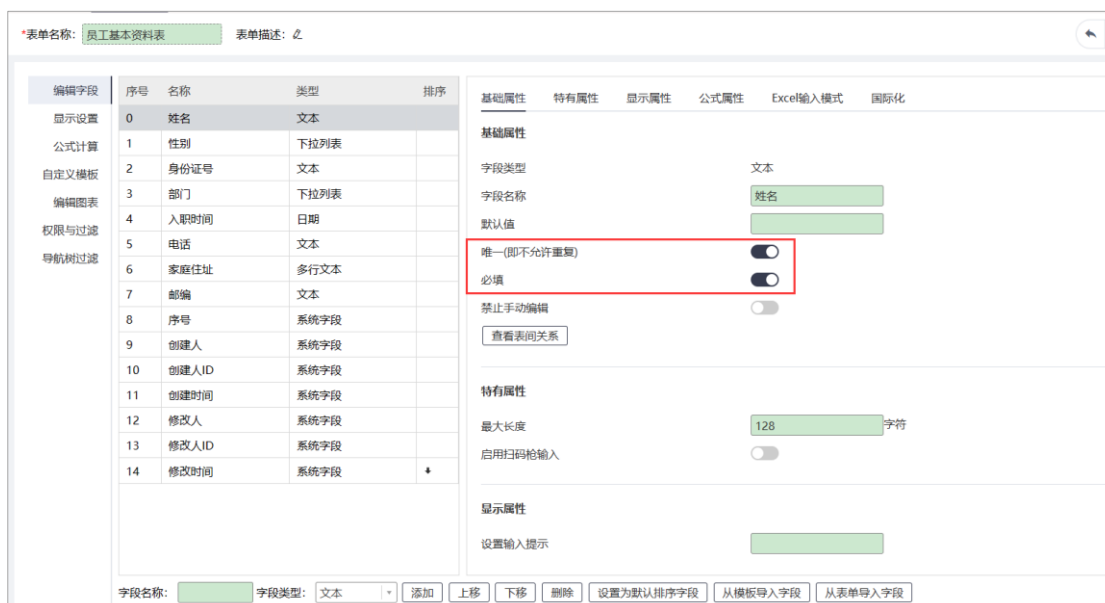 *表单名称: 员工基本资料表 表单描述:
编辑字段
显示设置
公式计算
自定义模板
编辑图表
权限与过滤
导航树过滤
序号 名称 类型 排序
0 姓名 文本
1 性别 下拉列表
2 身份证号 文本
3 部门 下拉列表
4 入职时间 日期
5 电话 文本
6 家庭住址 多行文本
7 邮编 文本
8 序号 系统字段
9 创建人 系统字段
10 创建人ID 系统字段
11 创建时间 系统字段
12 修改人 系统字段
13 修改人ID 系统字段
14 修改时间 系统字段
基础属性 特有属性 显示属性 公式属性 Excel输入模式 国际化
基础属性
字段类型 文本
字段名称 姓名
默认值
唯一(即不允许重复)
必填
禁止手动编辑
查看表间关系
特有属性
最大长度 128 字符
启用扫码枪输入
显示属性
设置输入提示
字段名称: 字段类型: 文本 添加 上移 下移 删除 设置为默认排序字段 从模板导入字段 从表单导入字段